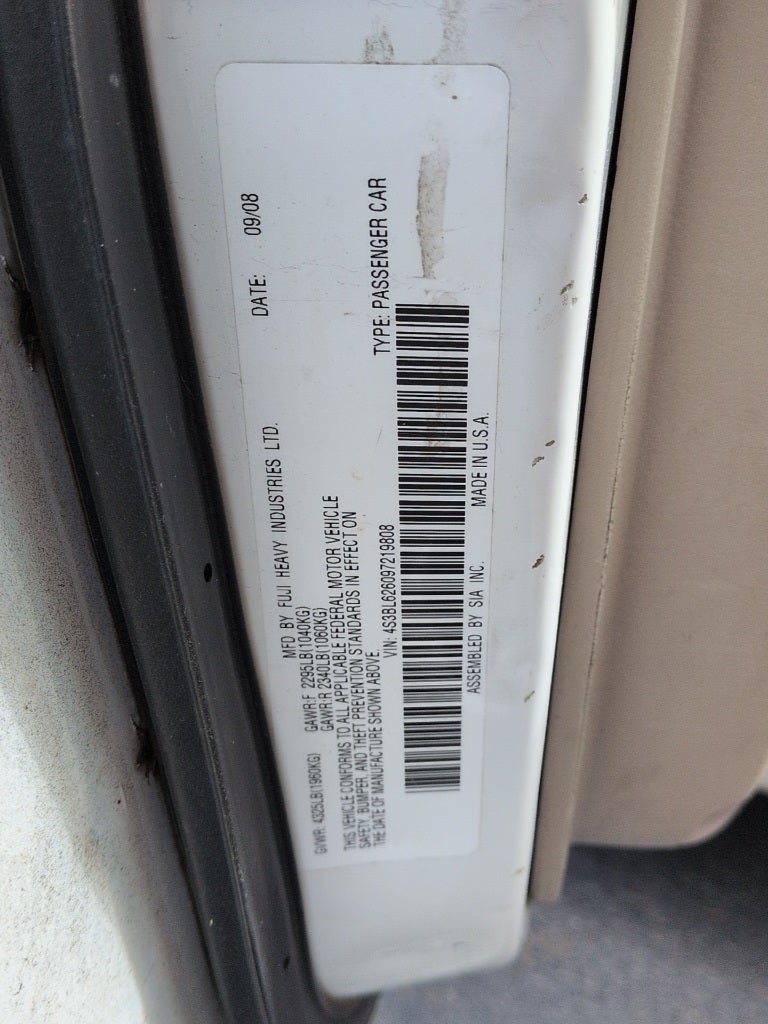 MFD BY FUJI HEAVY INDUSTRIES LTD. DATE: 09/08
GVWR: 4325LB(1960KG) GAWR:F 2295LB(1040KG)
GAWR:R 2340LB(1060KG)
THIS VEHICLE CONFORMS TO ALL APPLICABLE FEDERAL MOTOR VEHICLE
SAFETY, BUMPER, AND THEFT PREVENTION STANDARDS IN EFFECT ON
THE DATE OF MANUFACTURE SHOWN ABOVE.
VIN: 4S3BL626097219808 TYPE: PASSENGER CAR
ASSEMBLED BY SIA INC. MADE IN U.S.A.